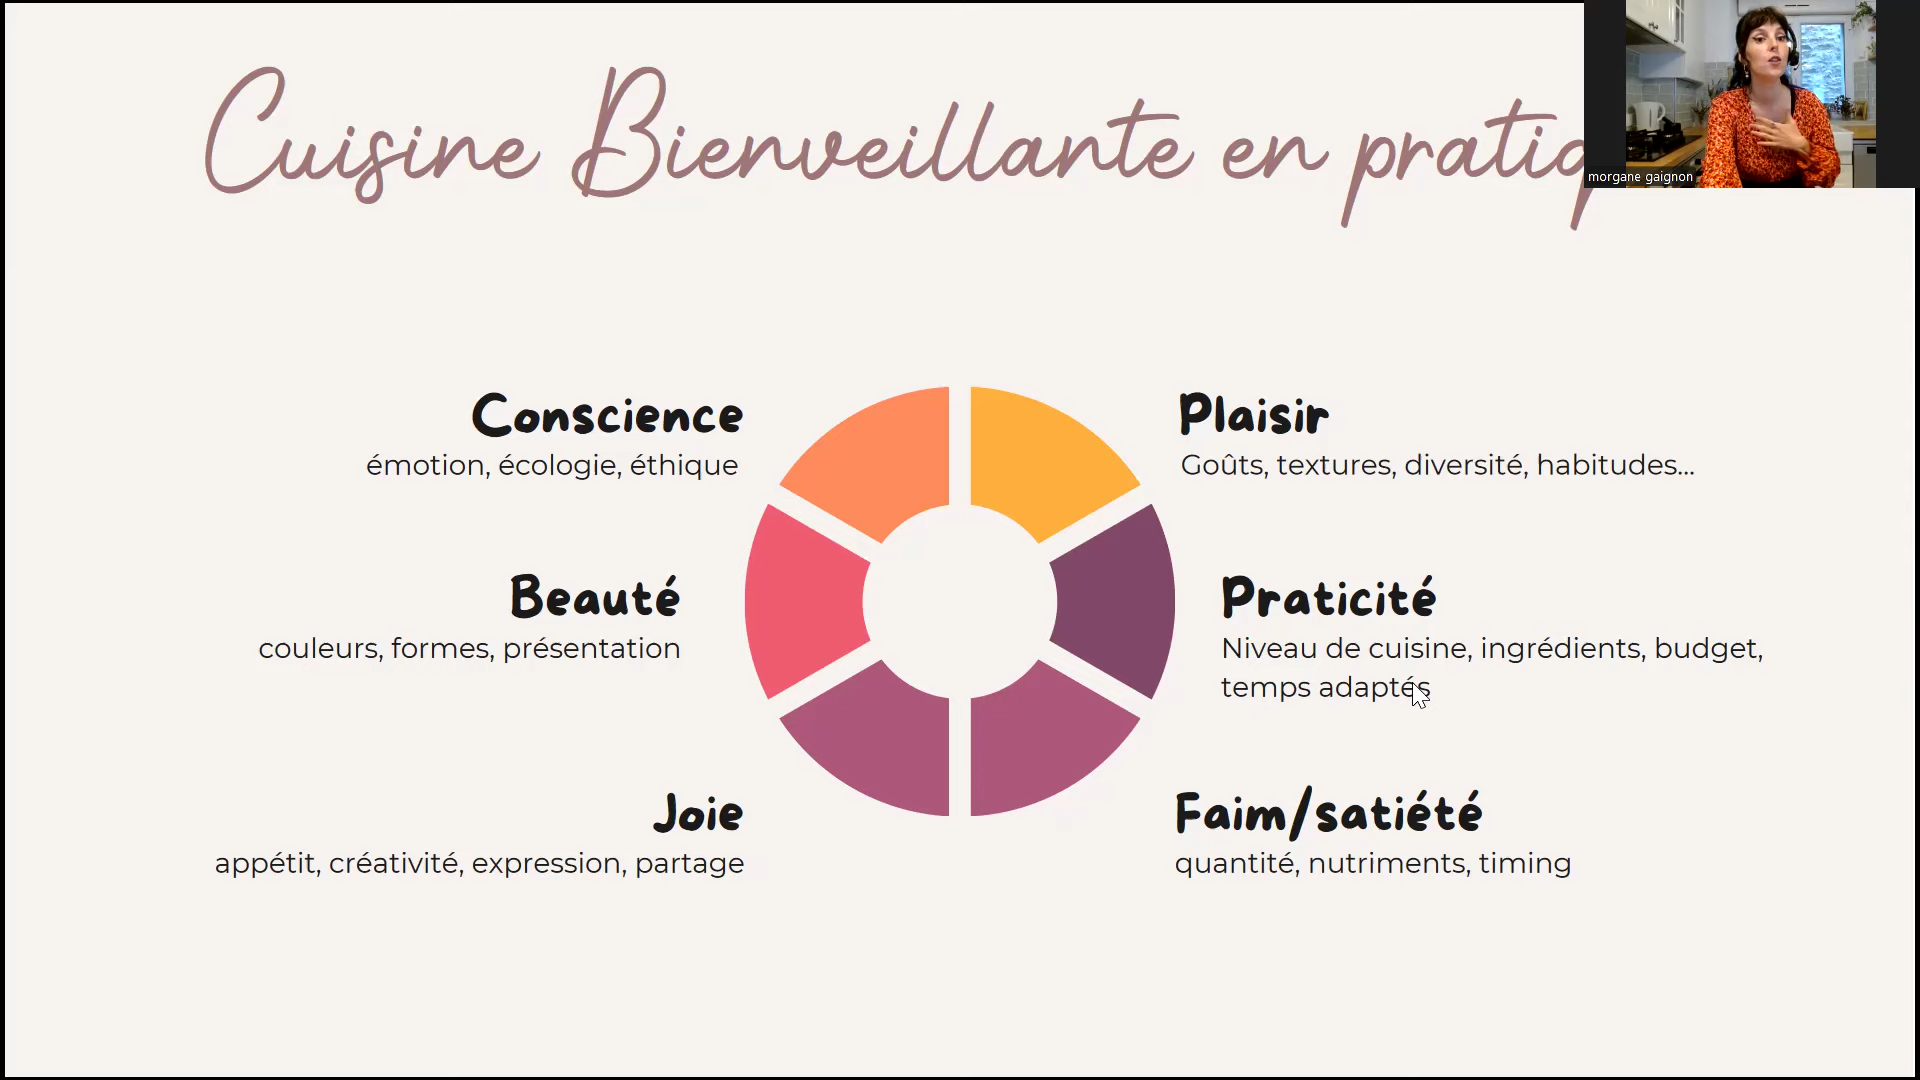 Cuisine Bienveillante en pratiq
morgane gaignon
Conscience
émotion, écologie, éthique
Plaisir
Goûts, textures, diversité, habitudes...
Beauté
couleurs, formes, présentation
Praticité
Niveau de cuisine, ingrédients, budget,
temps adaptés
Joie
appétit, créativité, expression, partage
Faim/satiété
quantité, nutriments, timing